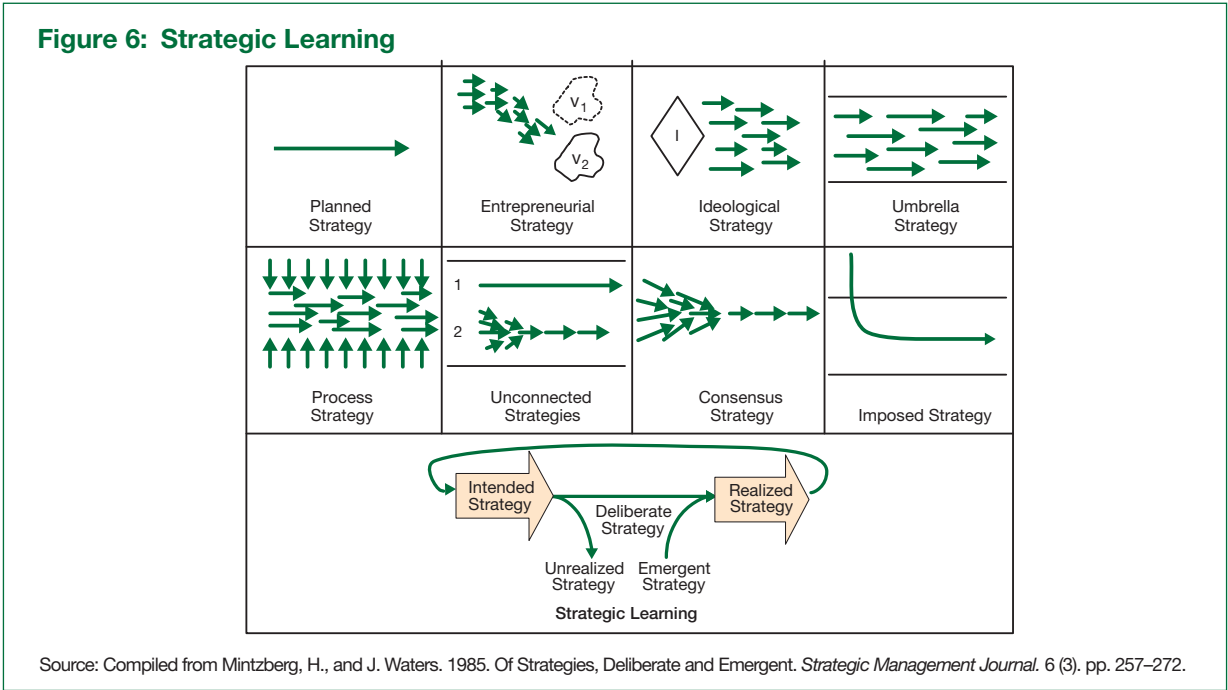 Figure 6: Strategic Learning
V1
V2
I
Planned
Strategy
Entrepreneurial
Strategy
Ideological
Strategy
Umbrella
Strategy
1
2
Process
Strategy
Unconnected
Strategies
Consensus
Strategy
Imposed Strategy
Intended
Strategy
Deliberate
Strategy
Realized
Strategy
Unrealized
Strategy
Emergent
Strategy
Strategic Learning
Source: Compiled from Mintzberg, H., and J. Waters. 1985. Of Strategies, Deliberate and Emergent. Strategic Management Journal. 6 (3). pp. 257–272.